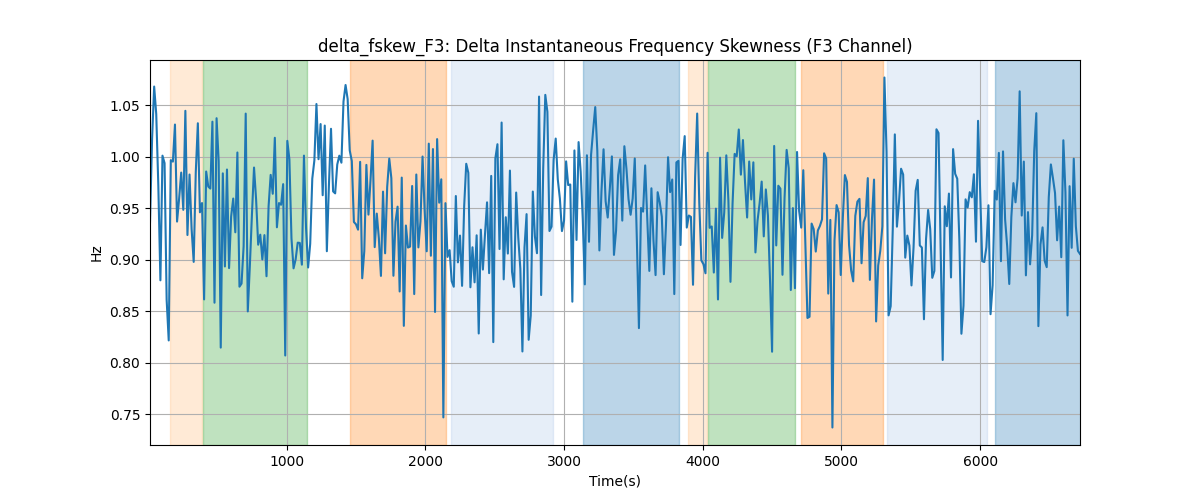 delta_fskew_F3: Delta Instantaneous Frequency Skewness (F3 Channel)
Hz
1.05
1.00
0.95
0.90
0.85
0.80
0.75
1000 2000 3000 4000 5000 6000
Time(s)